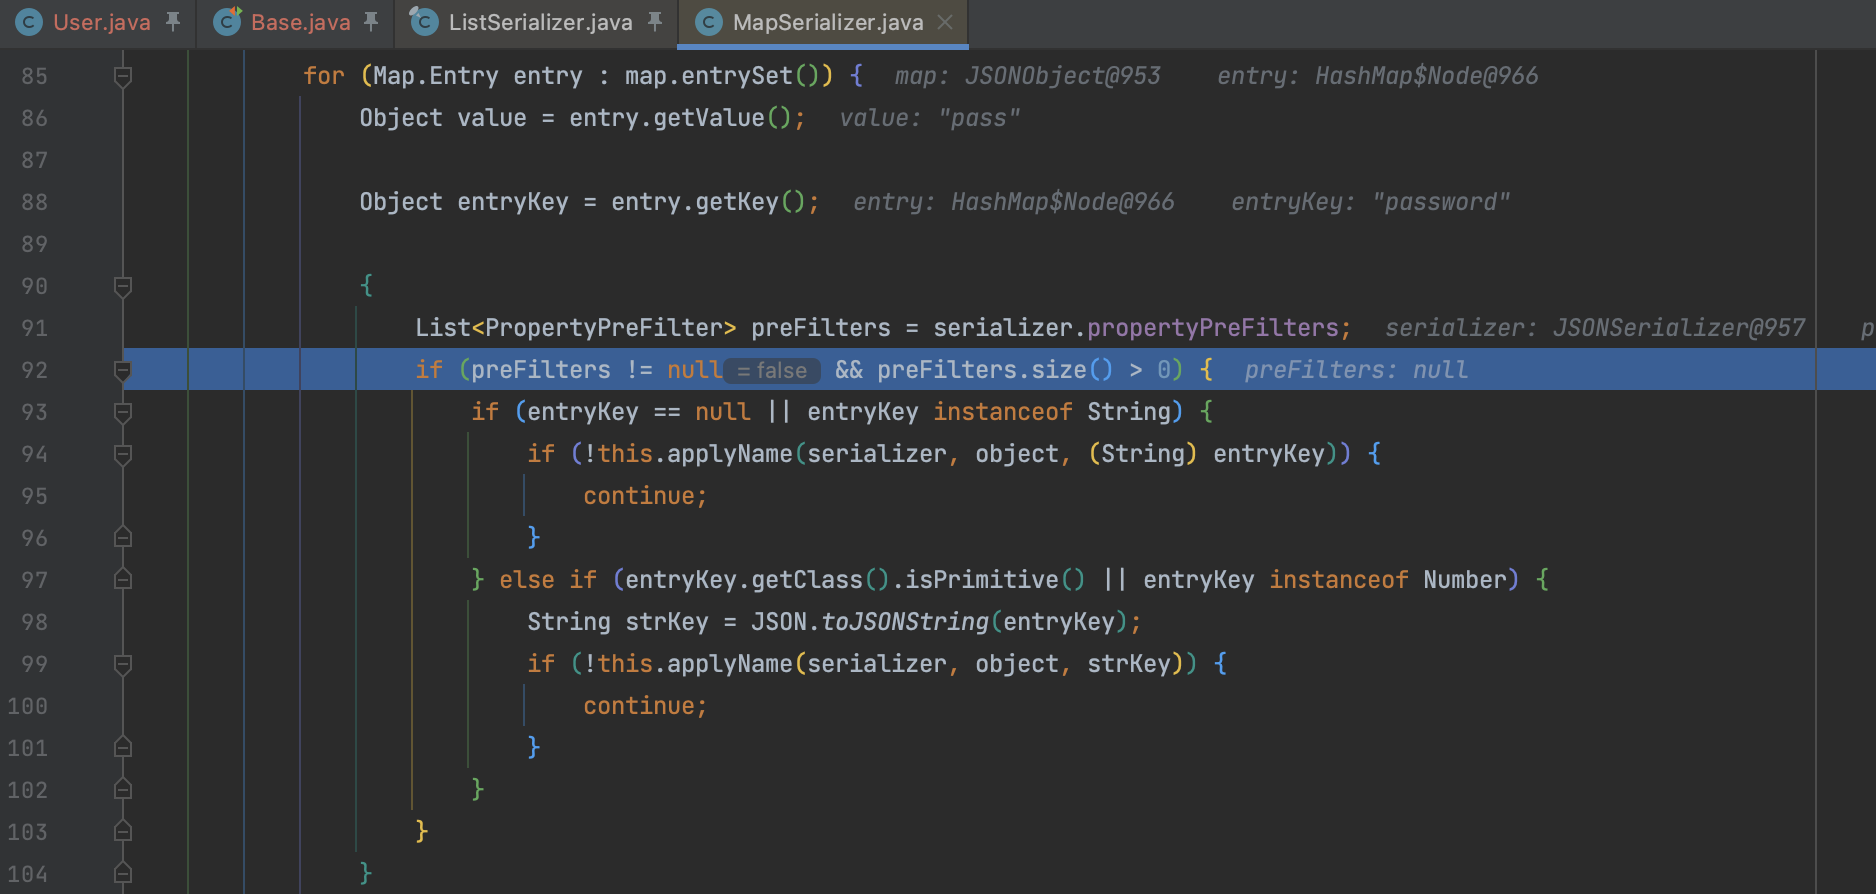 User.java Base.java ListSerializer.java MapSerializer.java
85 for (Map.Entry entry : map.entrySet()) { map: JSONObject@953 entry: HashMap$Node@966
86 Object value = entry.getValue(); value: "pass"
87
88 Object entryKey = entry.getKey(); entry: HashMap$Node@966 entryKey: "password"
89
90 {
91 List<PropertyPreFilter> preFilters = serializer.propertyPreFilters; serializer: JSONSerializer@957 p
92 if (preFilters != null = false && preFilters.size() > 0) { preFilters: null
93 if (entryKey == null || entryKey instanceof String) {
94 if (!this.applyName(serializer, object, (String) entryKey)) {
95 continue;
96 }
97 } else if (entryKey.getClass().isPrimitive() || entryKey instanceof Number) {
98 String strKey = JSON.toJSONString(entryKey);
99 if (!this.applyName(serializer, object, strKey)) {
100 continue;
101 }
102 }
103 }
104 }